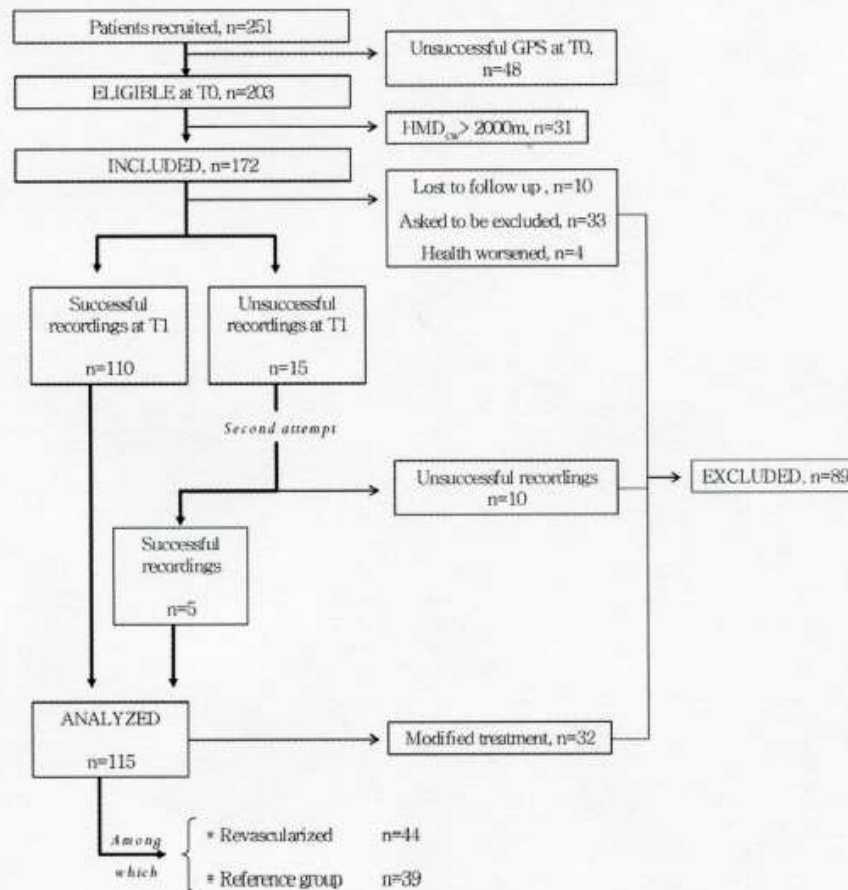 Patients recruited, n=251
Unsuccessful GPS at T0,
n=48
ELIGIBLE at T0, n=203
HMDcw> 2000m, n=31
INCLUDED, n=172
Lost to follow up , n=10
Asked to be excluded, n=33
Health worsened, n=4
Successful
recordings at T1
n=110
Unsuccessful
recordings at T1
n=15
Second attempt
Unsuccessful recordings
n=10
EXCLUDED, n=89
Successful
recordings
n=5
ANALYZED
n=115
Modified treatment, n=32
Among
which
* Revascularized n=44
* Reference group n=39